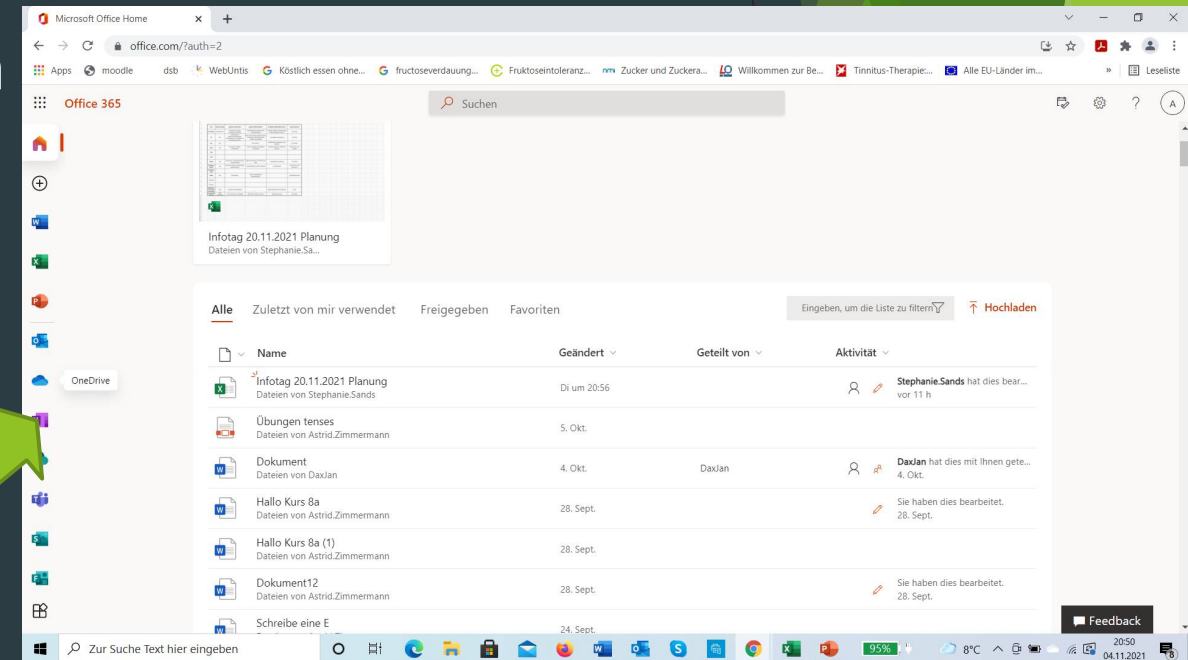 Microsoft Office Home
office.com/?auth=2
Apps moodle dsb WebUntis Köstlich essen ohne... fructoseverdauung... Fruktoseintoleranz... Zucker und Zuckera... Willkommen zur Be... Tinnitus-Therapie:... Alle EU-Länder im... » Leseliste
Office 365 Suchen ? A
Infotag 20.11.2021 Planung
Dateien von Stephanie.Sa...
Alle Zuletzt von mir verwendet Freigegeben Favoriten Eingeben, um die Liste zu filtern Hochladen
Name Geändert Geteilt von Aktivität
OneDrive
Infotag 20.11.2021 Planung Di um 20:56 Stephanie.Sands hat dies bear...
Dateien von Stephanie.Sands vor 11 h
Übungen tenses 5. Okt.
Dateien von Astrid.Zimmermann
Dokument 4. Okt. DaxJan DaxJan hat dies mit Ihnen gete...
Dateien von DaxJan 4. Okt.
Hallo Kurs 8a 28. Sept. Sie haben dies bearbeitet.
Dateien von Astrid.Zimmermann 28. Sept.
Hallo Kurs 8a (1) 28. Sept.
Dateien von Astrid.Zimmermann
Dokument12 28. Sept. Sie haben dies bearbeitet.
Dateien von Astrid.Zimmermann 28. Sept.
Schreibe eine E 24. Sept.
Feedback
Zur Suche Text hier eingeben 95% 8°C 20:50
04.11.2021 8